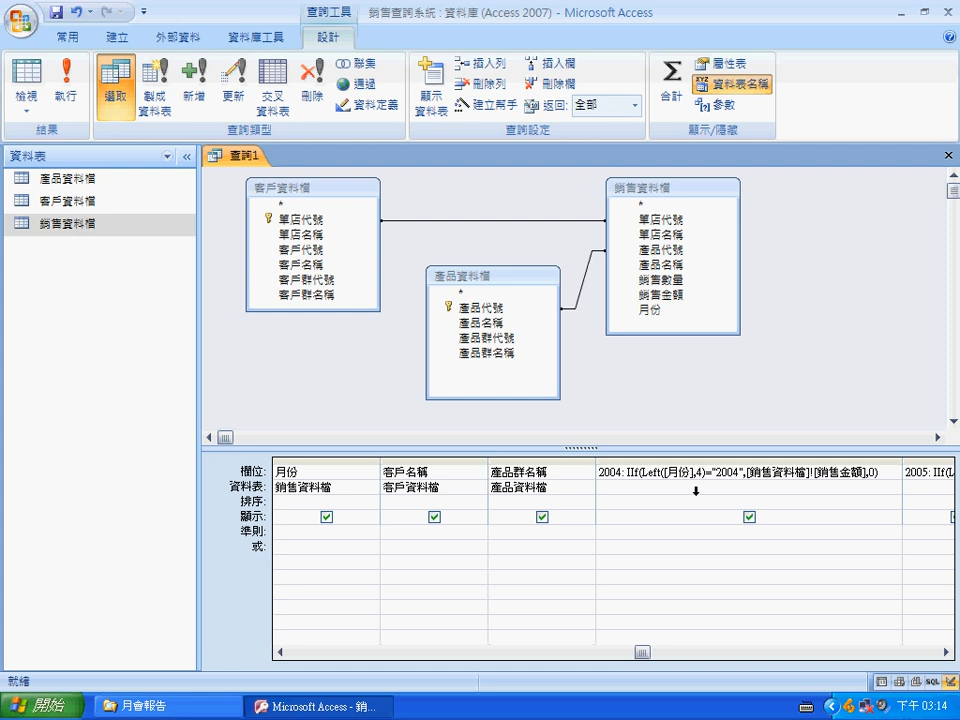 查詢工具
銷售查詢系統 : 資料庫 (Access 2007) - Microsoft Access
常用 建立 外部資料 資料庫工具 設計
檢視 執行
結果
選取 製成資料表 新增 更新 交叉資料表 刪除
聯集
通過
資料定義
查詢類型
顯示資料表
插入列
刪除列
建立幫手
插入欄
刪除欄
返回: 全部
查詢設定
合計
屬性表
XYZ 資料表名稱
參數
顯示/隱藏
資料表 «
產品資料檔
客戶資料檔
銷售資料檔
查詢1
客戶資料檔
*
單店代號
單店名稱
客戶代號
客戶名稱
客戶群代號
客戶群名稱
產品資料檔
*
產品代號
產品名稱
產品群代號
產品群名稱
銷售資料檔
*
單店代號
單店名稱
產品代號
產品名稱
銷售數量
銷售金額
月份
欄位: 月份 客戶名稱 產品群名稱 2004: IIf(Left([月份],4)="2004",[銷售資料檔]![銷售金額],0) 2005: IIf(L
資料表: 銷售資料檔 客戶資料檔 產品資料檔
排序:
顯示:
準則:
或:
就緒
SQL
開始 月會報告 Microsoft Access - 銷... 下午 03:14